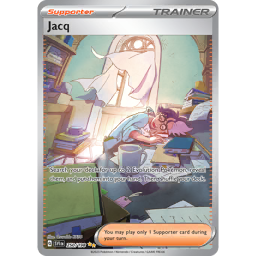 Supporter
TRAINER
Jacq
Search your deck for up to 2 Evolution Pokémon, reveal
them, and put them into your hand. Then, shuffle your deck.
You may play only 1 Supporter card during
your turn.